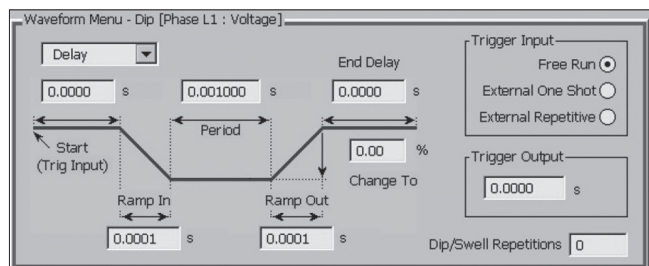 Waveform Menu - Dip [Phase L1 : Voltage]
Delay
End Delay
0.0000 s
0.001000 s
0.0000 s
Start
(Trig Input)
Period
0.00 %
Change To
Ramp In
Ramp Out
0.0001 s
0.0001 s
Trigger Input
Free Run
External One Shot
External Repetitive
Trigger Output
0.0000 s
Dip/Swell Repetitions 0